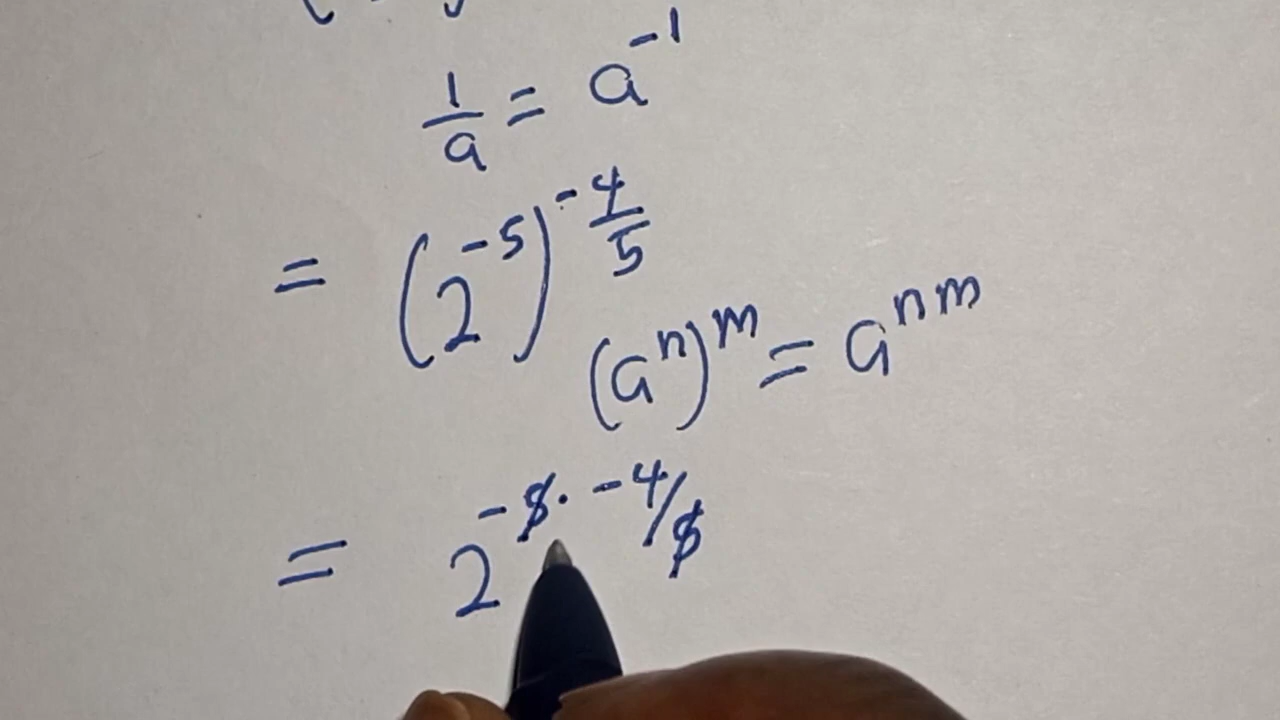 1/a = a^-1
= (2^-5)^-4/5
(a^n)^m = a^nm
= 2^-5·-4/5